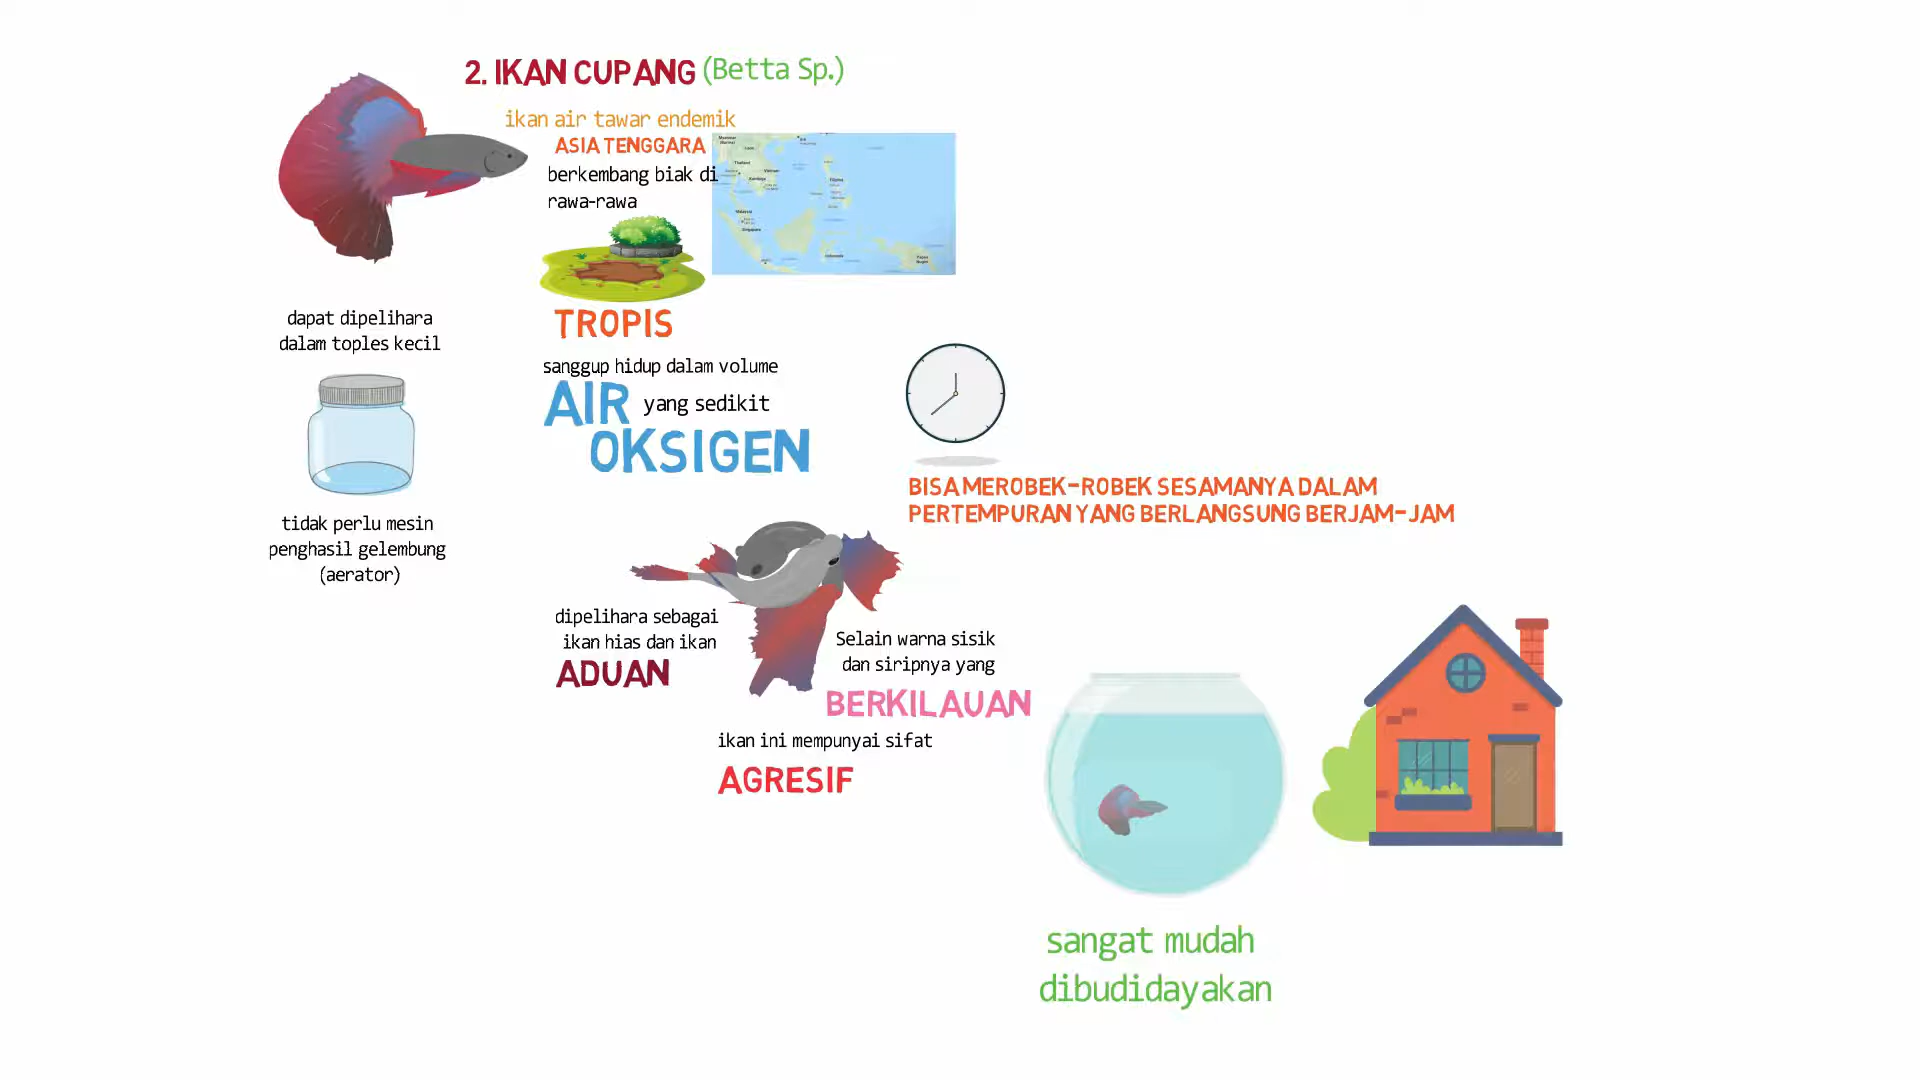 2. IKAN CUPANG (Betta Sp.)
ikan air tawar endemik
ASIA TENGGARA
berkembang biak di
rawa-rawa
TROPIS
dapat dipelihara
dalam toples kecil
tidak perlu mesin
penghasil gelembung
(aerator)
sanggup hidup dalam volume
AIR yang sedikit
OKSIGEN
BISA MEROBEK-ROBEK SESAMANYA DALAM
PERTEMPURAN YANG BERLANGSUNG BERJAM-JAM
dipelihara sebagai
ikan hias dan ikan
ADUAN
Selain warna sisik
dan siripnya yang
BERKILAUAN
ikan ini mempunyai sifat
AGRESIF
sangat mudah
dibudidayakan